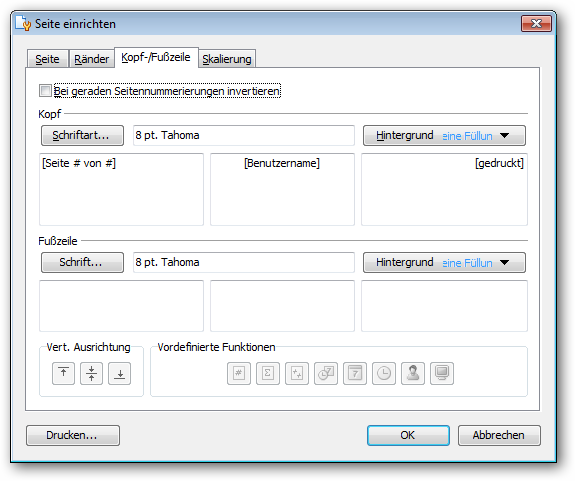 Seite einrichten
Seite Ränder Kopf-/Fußzeile Skalierung
Bei geraden Seitennummerierungen invertieren
Kopf
Schriftart... 8 pt. Tahoma Hintergrund eine Füllun
[Seite # von #] [Benutzername] [gedruckt]
Fußzeile
Schrift... 8 pt. Tahoma Hintergrund eine Füllun
Vert. Ausrichtung Vordefinierte Funktionen
# Σ 7 7
Drucken... OK Abbrechen